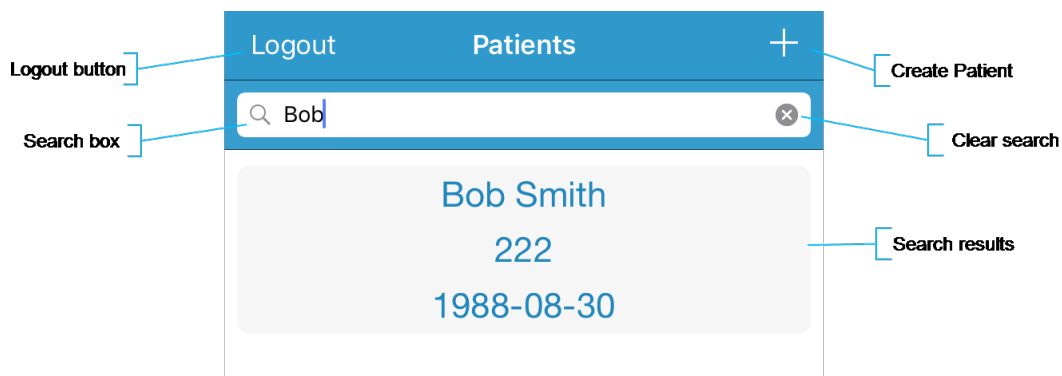 Logout
Patients
Logout button
Create Patient
Bob
Search box
Clear search
Bob Smith
222
Search results
1988-08-30